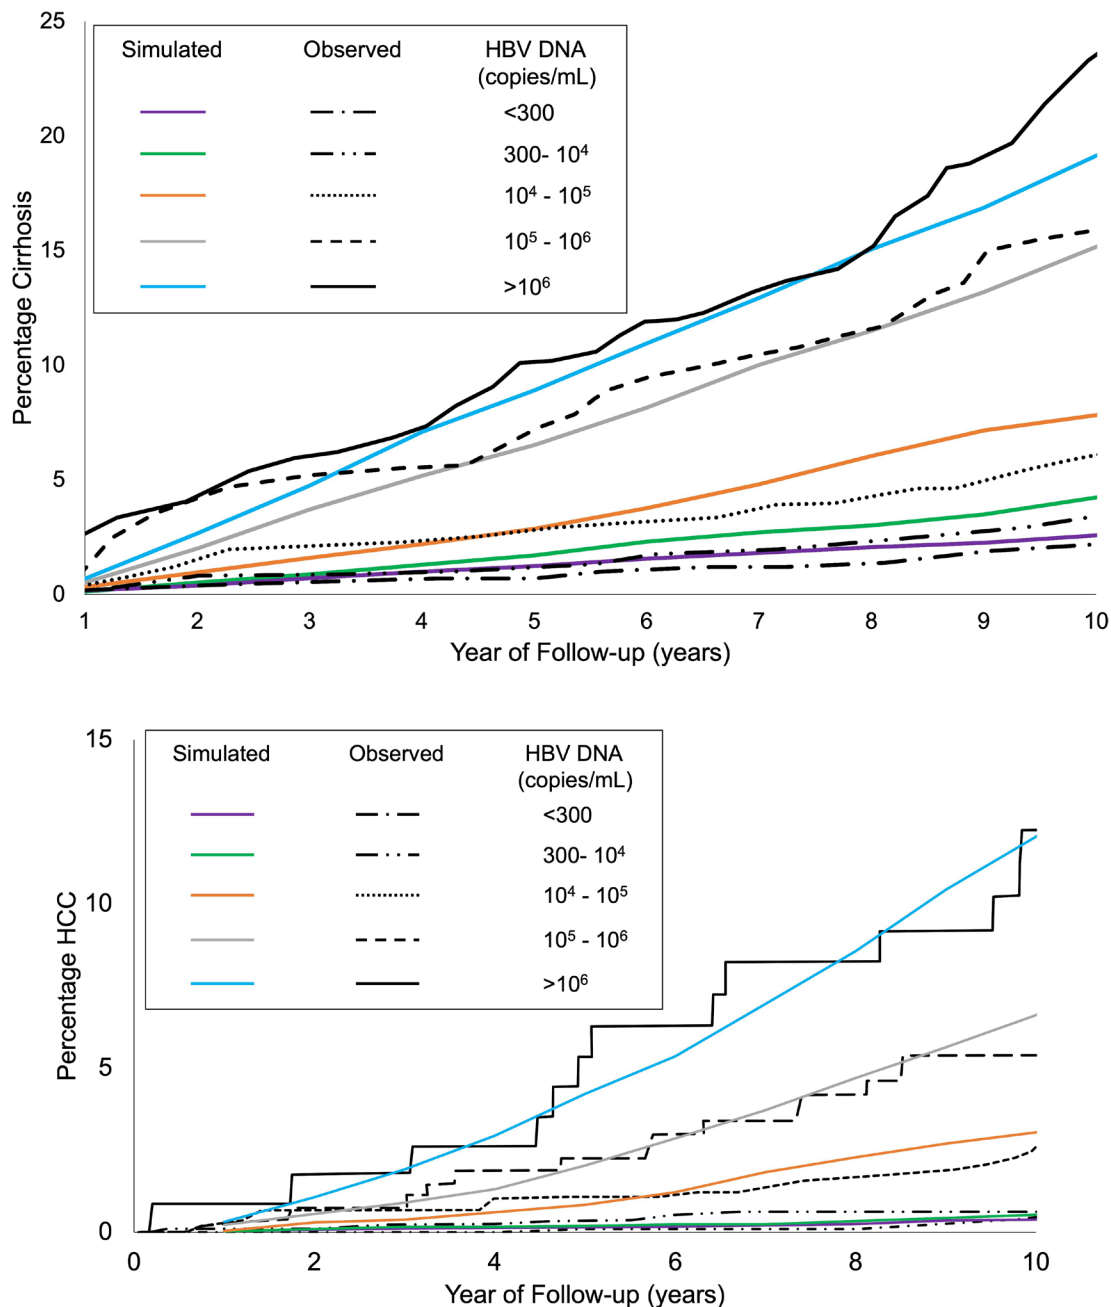 25
20
15
10
5
0
Percentage Cirrhosis
Simulated Observed HBV DNA
(copies/mL)
<300
300- 10⁴
10⁴ - 10⁵
10⁵ - 10⁶
>10⁶
1 2 3 4 5 6 7 8 9 10
Year of Follow-up (years)
15
10
5
0
Percentage HCC
Simulated Observed HBV DNA
(copies/mL)
<300
300- 10⁴
10⁴ - 10⁵
10⁵ - 10⁶
>10⁶
0 2 4 6 8 10
Year of Follow-up (years)